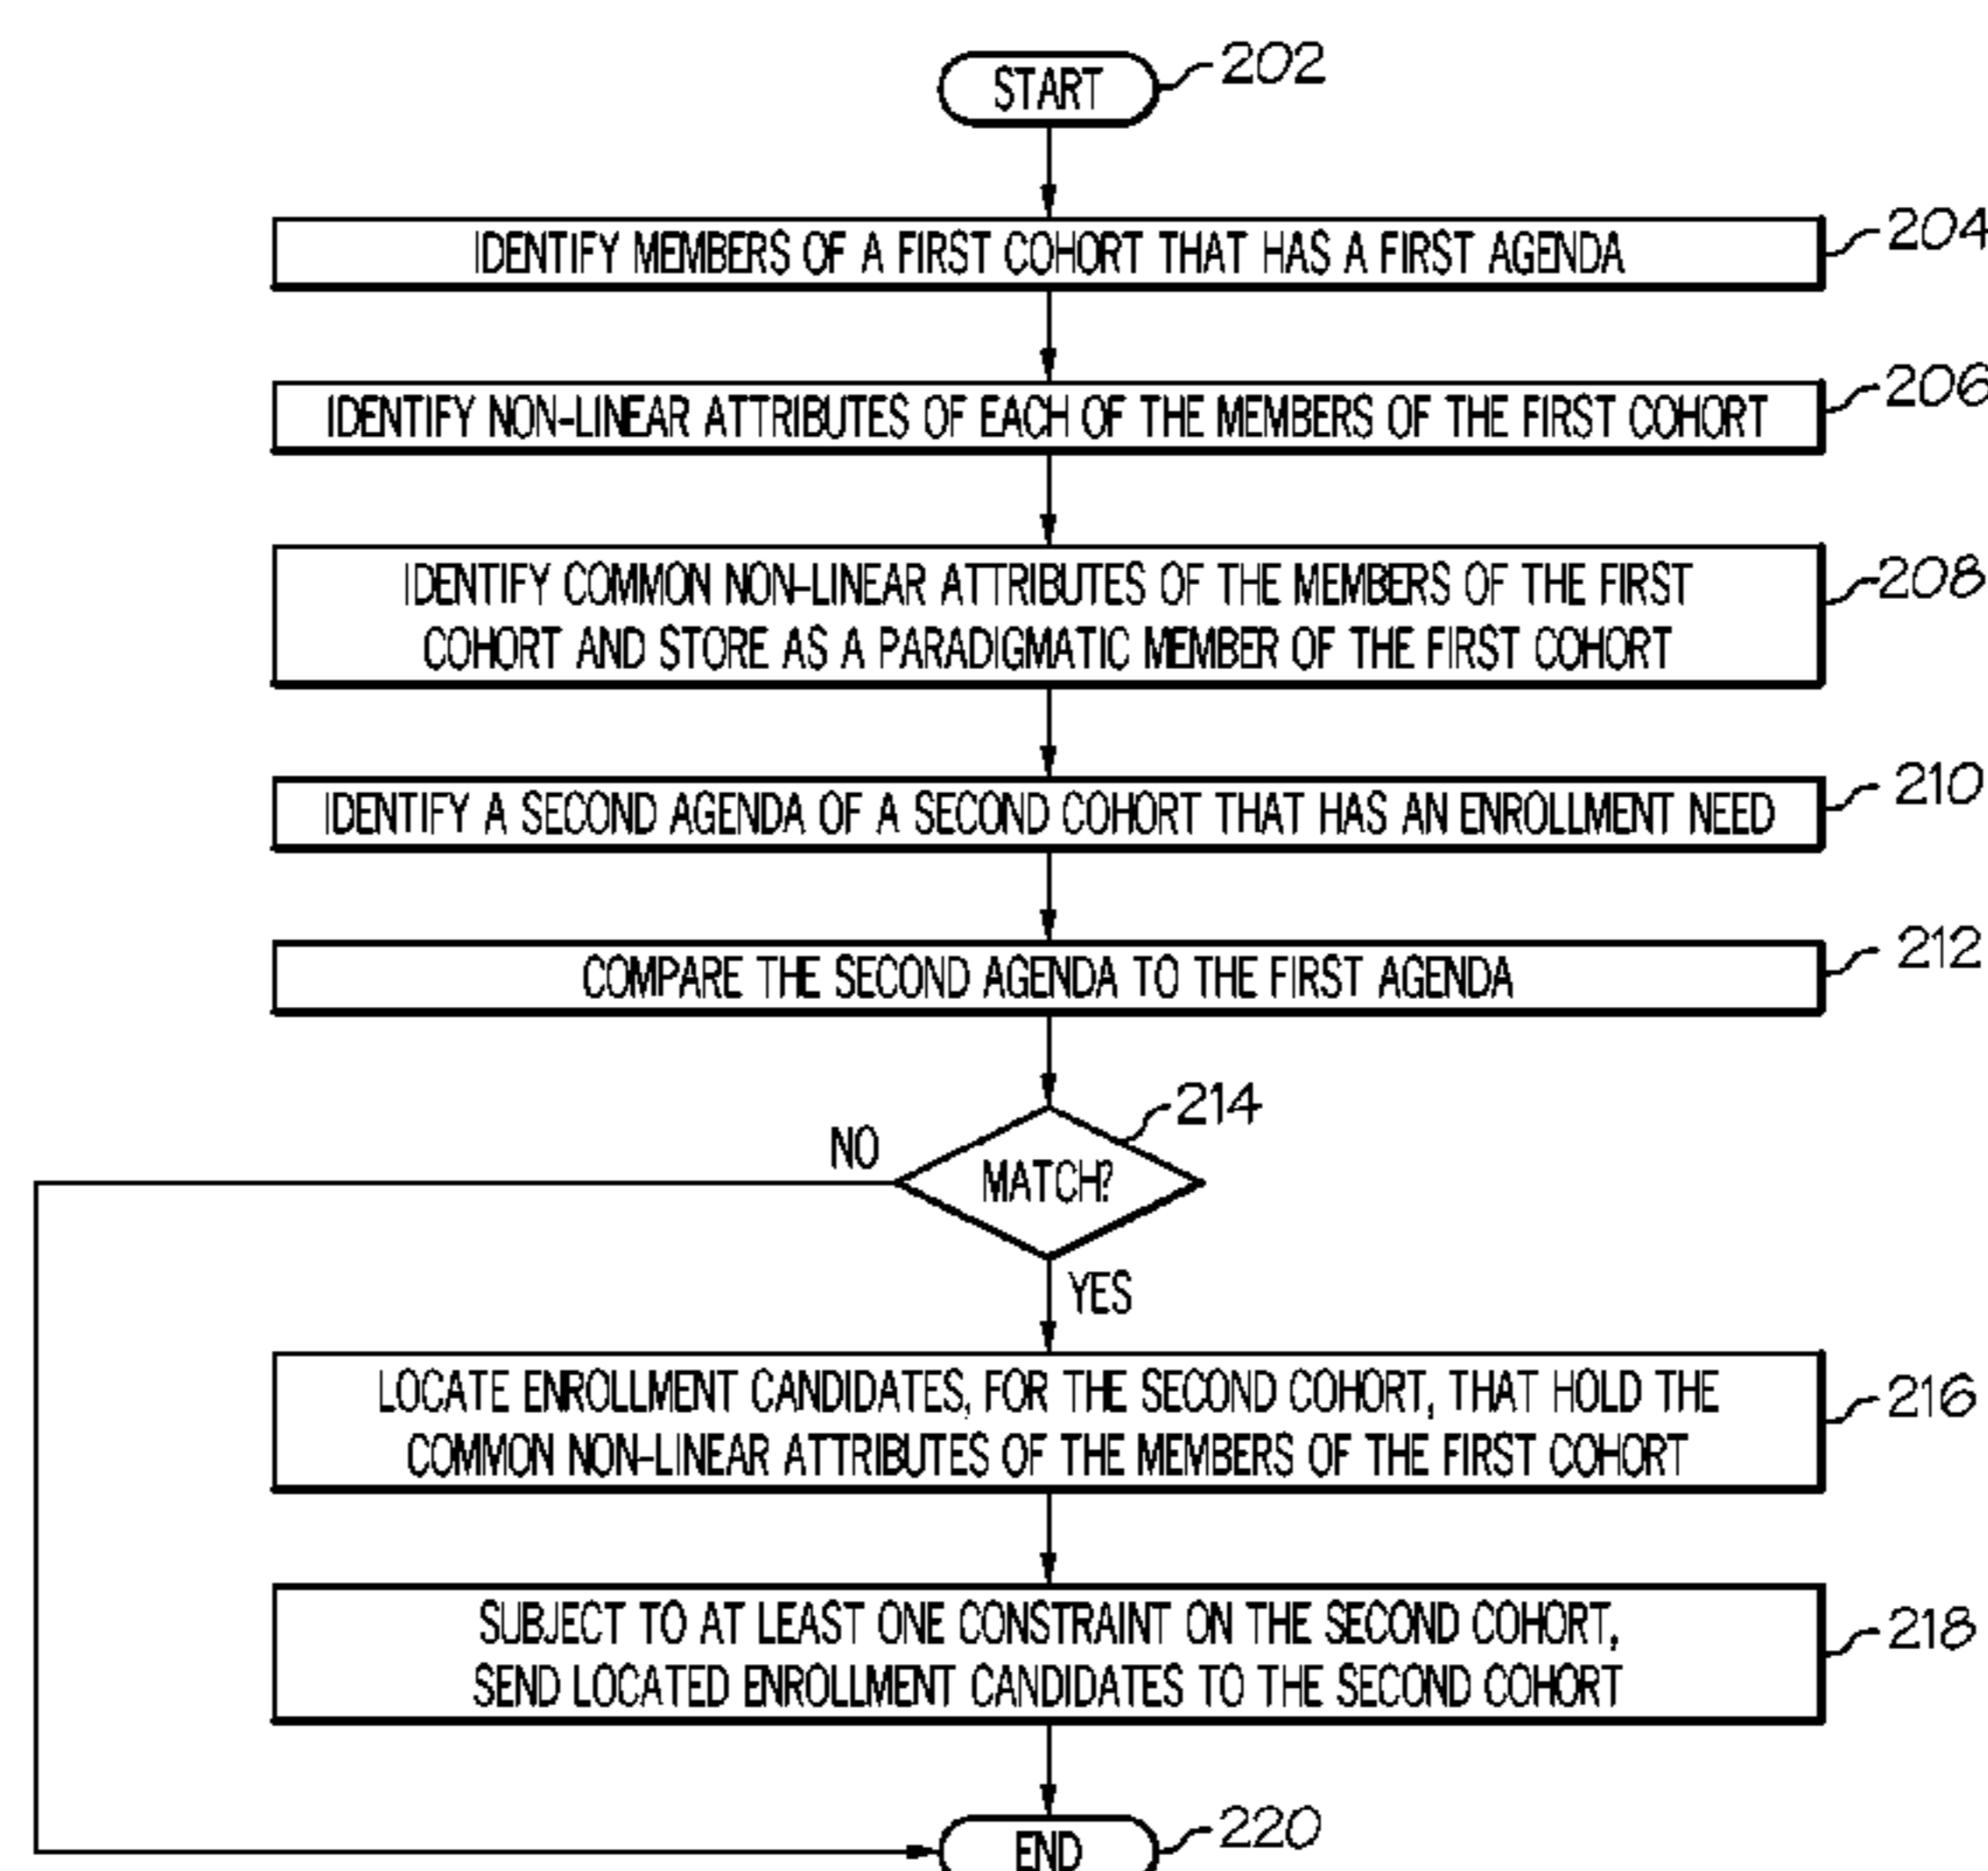 START
202
IDENTIFY MEMBERS OF A FIRST COHORT THAT HAS A FIRST AGENDA
204
IDENTIFY NON-LINEAR ATTRIBUTES OF EACH OF THE MEMBERS OF THE FIRST COHORT
206
IDENTIFY COMMON NON-LINEAR ATTRIBUTES OF THE MEMBERS OF THE FIRST
COHORT AND STORE AS A PARADIGMATIC MEMBER OF THE FIRST COHORT
208
IDENTIFY A SECOND AGENDA OF A SECOND COHORT THAT HAS AN ENROLLMENT NEED
210
COMPARE THE SECOND AGENDA TO THE FIRST AGENDA
212
MATCH?
214
NO
YES
LOCATE ENROLLMENT CANDIDATES, FOR THE SECOND COHORT, THAT HOLD THE
COMMON NON-LINEAR ATTRIBUTES OF THE MEMBERS OF THE FIRST COHORT
216
SUBJECT TO AT LEAST ONE CONSTRAINT ON THE SECOND COHORT,
SEND LOCATED ENROLLMENT CANDIDATES TO THE SECOND COHORT
218
END
220